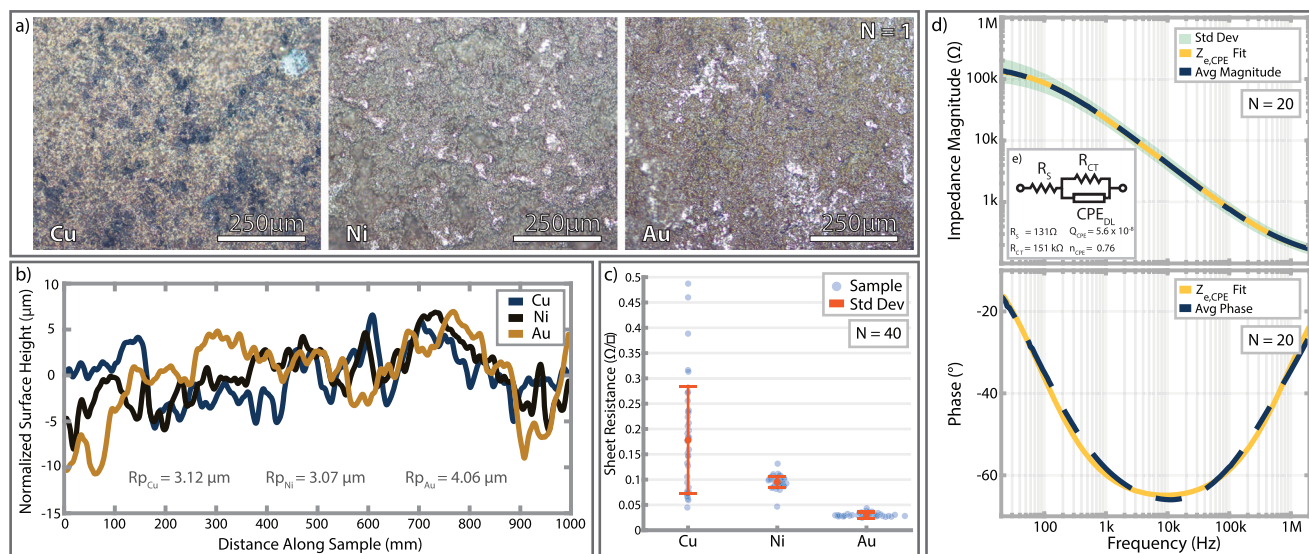 a)
N = 1
Cu
250μm
Ni
250μm
Au
250μm
b)
Normalized Surface Height (μm)
10
5
0
-5
-10
-15
Cu
Ni
Au
Rp_Cu = 3.12 μm
Rp_Ni = 3.07 μm
Rp_Au = 4.06 μm
0 100 200 300 400 500 600 700 800 900 1000
Distance Along Sample (mm)
c)
Sheet Resistance (Ω/□)
0.5
0.45
0.4
0.35
0.3
0.25
0.2
0.15
0.1
0.05
0
Sample
Std Dev
N = 40
Cu Ni Au
d)
Impedance Magnitude (Ω)
1M
100k
10k
1k
Std Dev
Z_e,CPE Fit
Avg Magnitude
N = 20
e)
R_S
R_CT
CPE_DL
R_S = 131Ω Q_CPE = 5.6 x 10⁻⁸
R_CT = 151 kΩ n_CPE = 0.76
Phase (°)
-20
-40
-60
Z_e,CPE Fit
Avg Phase
N = 20
100 1k 10k 100k 1M
Frequency (Hz)